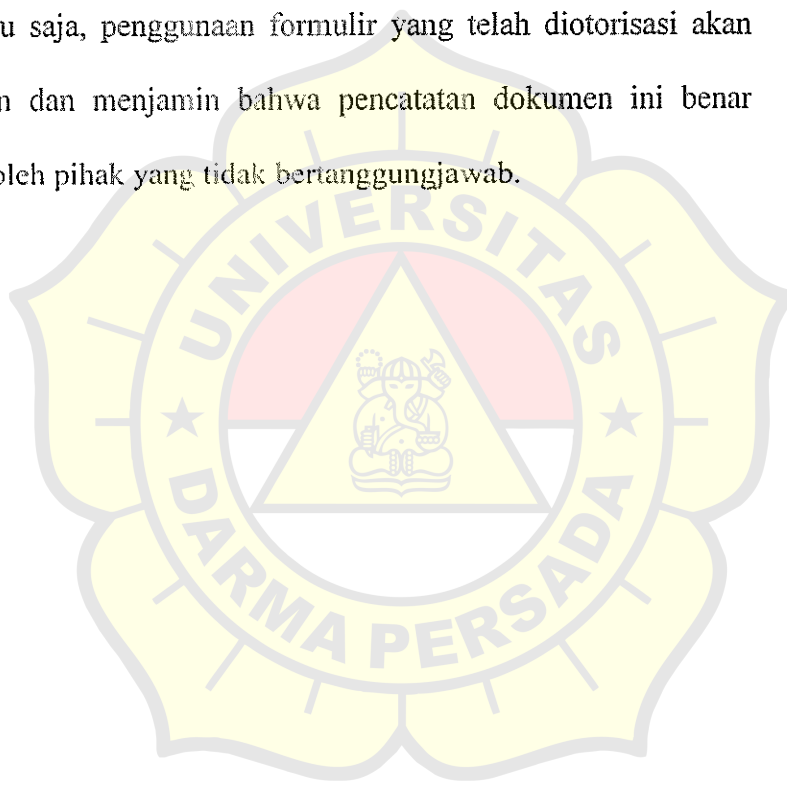 u saja, penggunaan formulir yang telah diotorisasi akan
n dan menjamin bahwa pencatatan dokumen ini benar
oleh pihak yang tidak bertanggungjawab.
UNIVERSITAS
DARMA PERSADA